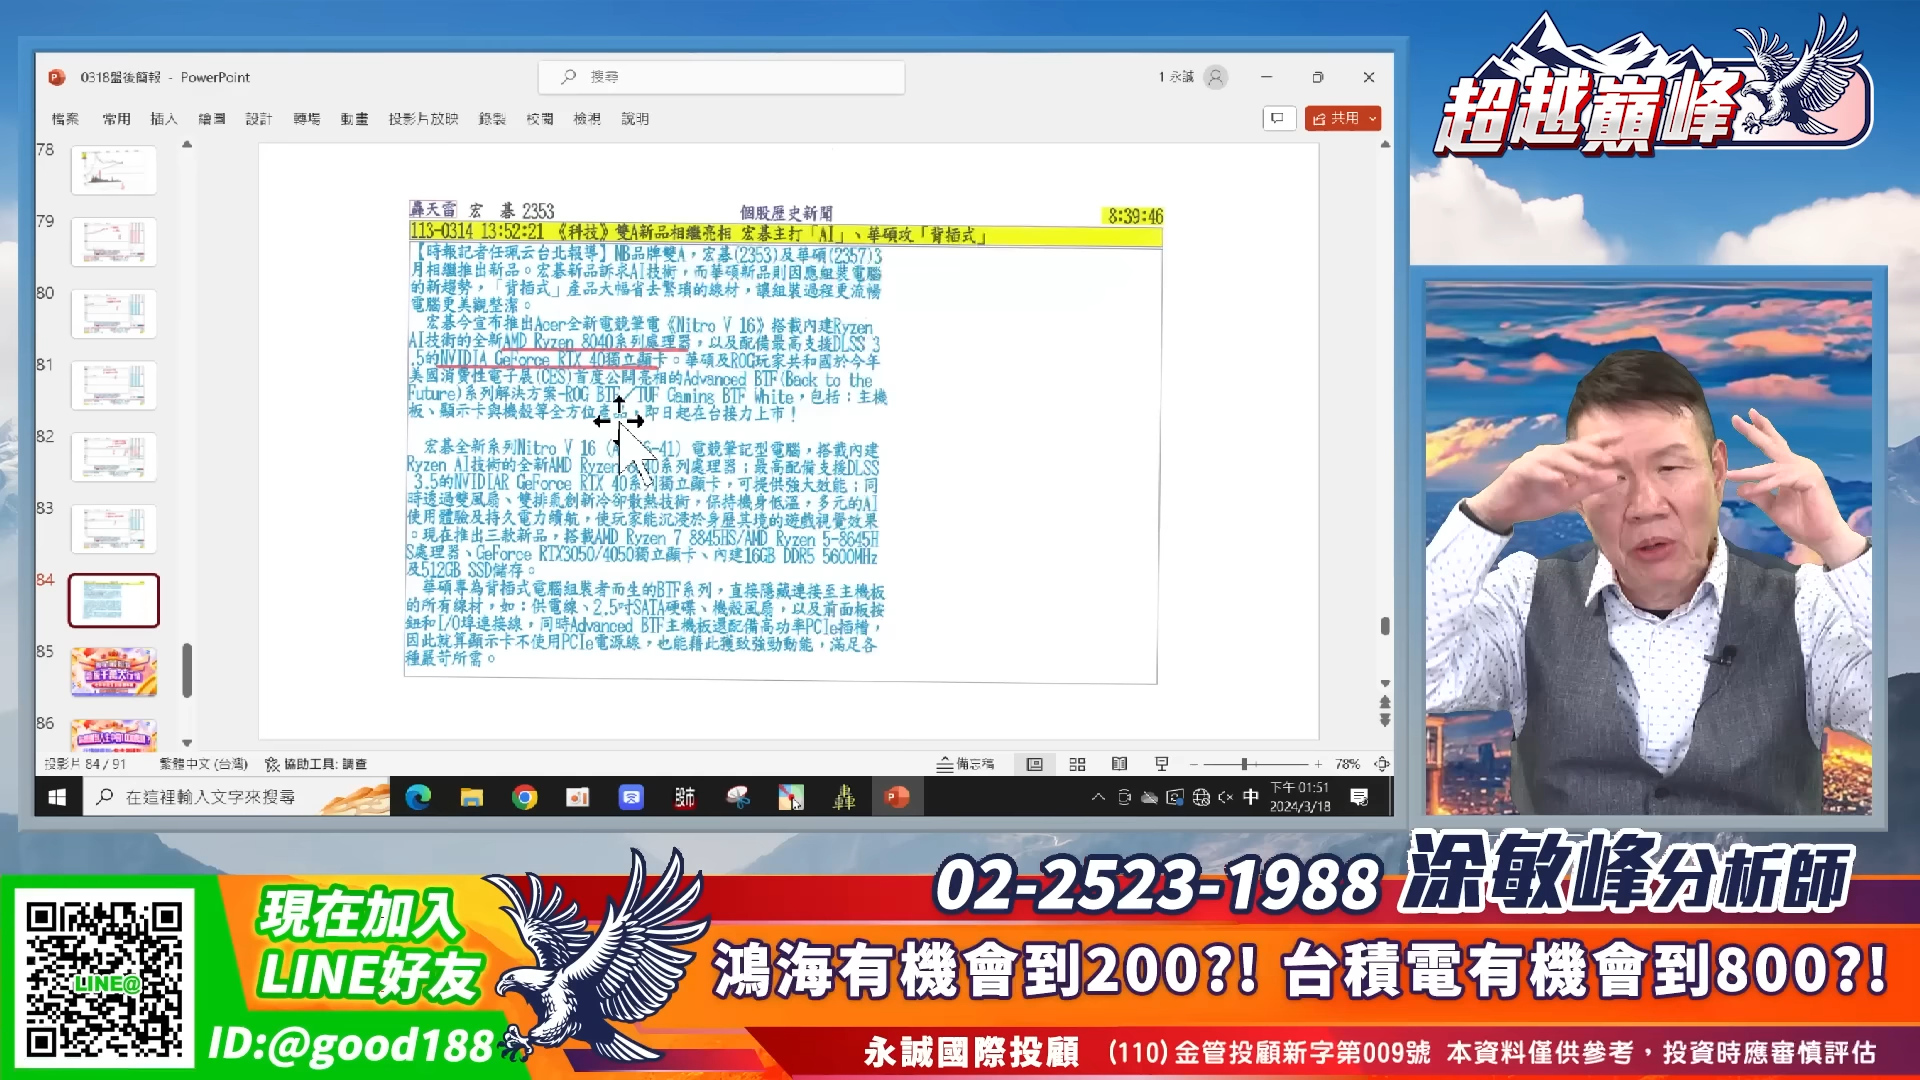 0318盤後簡報 - PowerPoint
搜尋
1 永誠
檔案 常用 插入 繪圖 設計 轉場 動畫 投影片放映 錄製 校閱 檢視 說明
共用
78
79
80
81
82
83
84
85
86
轟天雷 宏 碁 2353 個股歷史新聞 8:39:46
113-0314 13:52:21 《科技》雙A新品相繼亮相 宏碁主打「AI」、華碩攻「背插式」
【時報記者任珮云台北報導】NB品牌雙A，宏碁(2353)及華碩(2357)3
月相繼推出新品。宏碁新品訴求AI技術，而華碩新品則因應組裝電腦
的新趨勢，「背插式」產品大幅省去繁瑣的線材，讓組裝過程更流暢
電腦更美觀整潔。
宏碁今宣布推出Acer全新電競筆電《Nitro V 16》搭載內建Ryzen
AI技術的全新AMD Ryzen 8040系列處理器，以及配備最高支援DLSS 3
.5的NVIDIA GeForce RTX 40獨立顯卡。華碩及ROG玩家共和國於今年
美國消費性電子展(CES)首度公開亮相的Advanced BTF(Back to the
Future)系列解決方案-ROG BTF／TUF Gaming BTF White，包括：主機
板、顯示卡與機殼等全方位產品，即日起在台接力上市！
宏碁全新系列Nitro V 16 (A -41) 電競筆記型電腦，搭載內建
Ryzen AI技術的全新AMD Ryzen 40系列處理器；最高配備支援DLSS
3.5的NVIDIAR GeForce RTX 40系列獨立顯卡，可提供強大效能；同
時透過雙風扇、雙排氣創新冷卻散熱技術，保持機身低溫，多元的AI
使用體驗及持久電力續航，使玩家能沉浸於身歷其境的遊戲視覺效果
。現在推出三款新品，搭載AMD Ryzen 7 8845HS/AMD Ryzen 5-8645H
S處理器、GeForce RTX3050/4050獨立顯卡、內建16GB DDR5 5600MHz
及512GB SSD儲存。
華碩專為背插式電腦組裝者而生的BTF系列，直接隱藏連接至主機板
的所有線材，如：供電線、2.5吋SATA硬碟、機殼風扇，以及前面板按
鈕和I/O埠連接線，同時Advanced BTF主機板還配備高功率PCIe插槽，
因此就算顯示卡不使用PCIe電源線，也能藉此獲致強勁動能，滿足各
種嚴苛所需。
投影片 84 / 91 繁體中文 (台灣) 協助工具: 調查
備忘稿
78%
在這裡輸入文字來搜尋
股市
中
下午 01:51
2024/3/18
超越巔峰
02-2523-1988 涂敏峰分析師
現在加入
LINE好友
LINE@
ID:@good188
鴻海有機會到200?! 台積電有機會到800?!
永誠國際投顧 (110)金管投顧新字第009號 本資料僅供參考，投資時應審慎評估